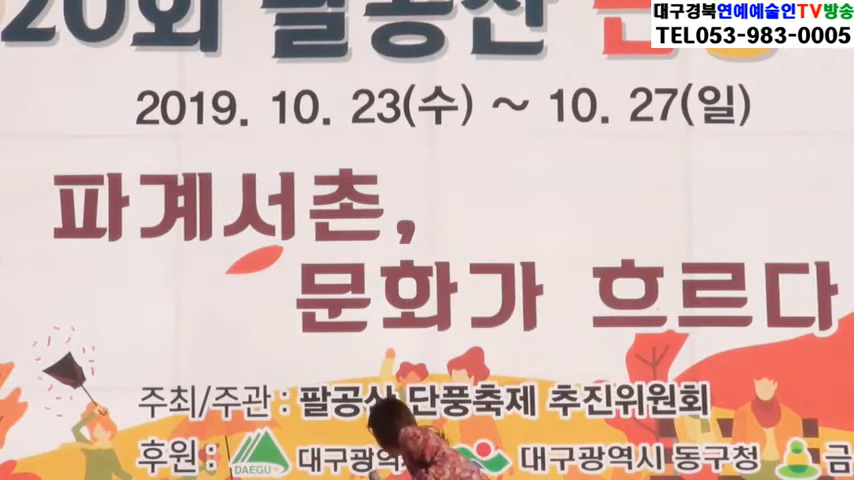 대구경북연예예술인TV방송
TEL053-983-0005
20회 팔공산 단풍
2019. 10. 23(수) ~ 10. 27(일)
파계서촌,
문화가 흐르다
주최/주관 : 팔공산 단풍축제 추진위원회
후원 : DAEGU 대구광역시 대구광역시 동구청